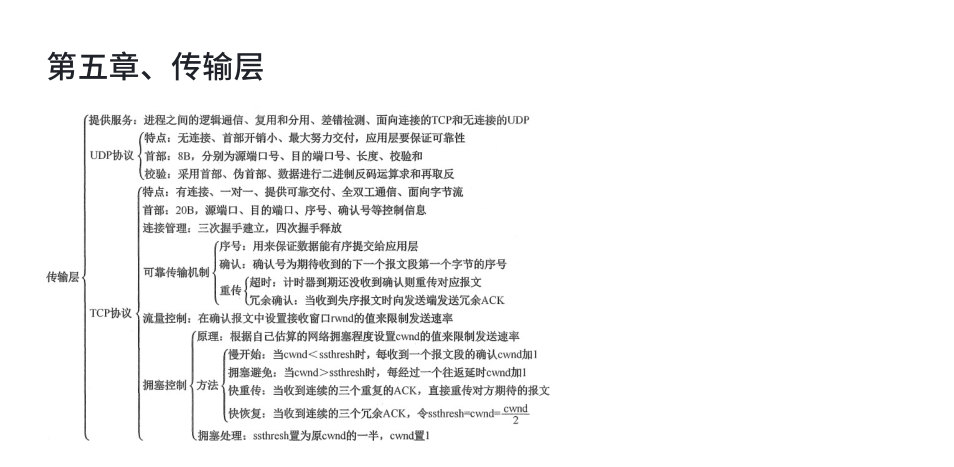 第五章、传输层
提供服务：进程之间的逻辑通信、复用和分用、差错检测、面向连接的TCP和无连接的UDP
特点：无连接、首部开销小、最大努力交付，应用层要保证可靠性
UDP协议
首部：8B，分别为源端口号、目的端口号、长度、校验和
校验：采用首部、伪首部、数据进行二进制反码运算求和再取反
特点：有连接、一对一、提供可靠交付、全双工通信、面向字节流
首部：20B，源端口、目的端口、序号、确认号等控制信息
连接管理：三次握手建立，四次握手释放
序号：用来保证数据能有序提交给应用层
确认：确认号为期待收到的下一个报文段第一个字节的序号
传输层
可靠传输机制
超时：计时器到期还没收到确认则重传对应报文
重传
冗余确认：当收到失序报文时向发送端发送冗余ACK
TCP协议
流量控制：在确认报文中设置接收窗口rwnd的值来限制发送速率
原理：根据自己估算的网络拥塞程度设置cwnd的值来限制发送速率
慢开始：当cwnd＜ssthresh时，每收到一个报文段的确认cwnd加1
拥塞避免：当cwnd＞ssthresh时，每经过一个往返延时cwnd加1
拥塞控制
方法
快重传：当收到连续的三个重复的ACK，直接重传对方期待的报文
快恢复：当收到连续的三个冗余ACK，令ssthresh=cwnd=cwnd/2
拥塞处理：ssthresh置为原cwnd的一半，cwnd置1